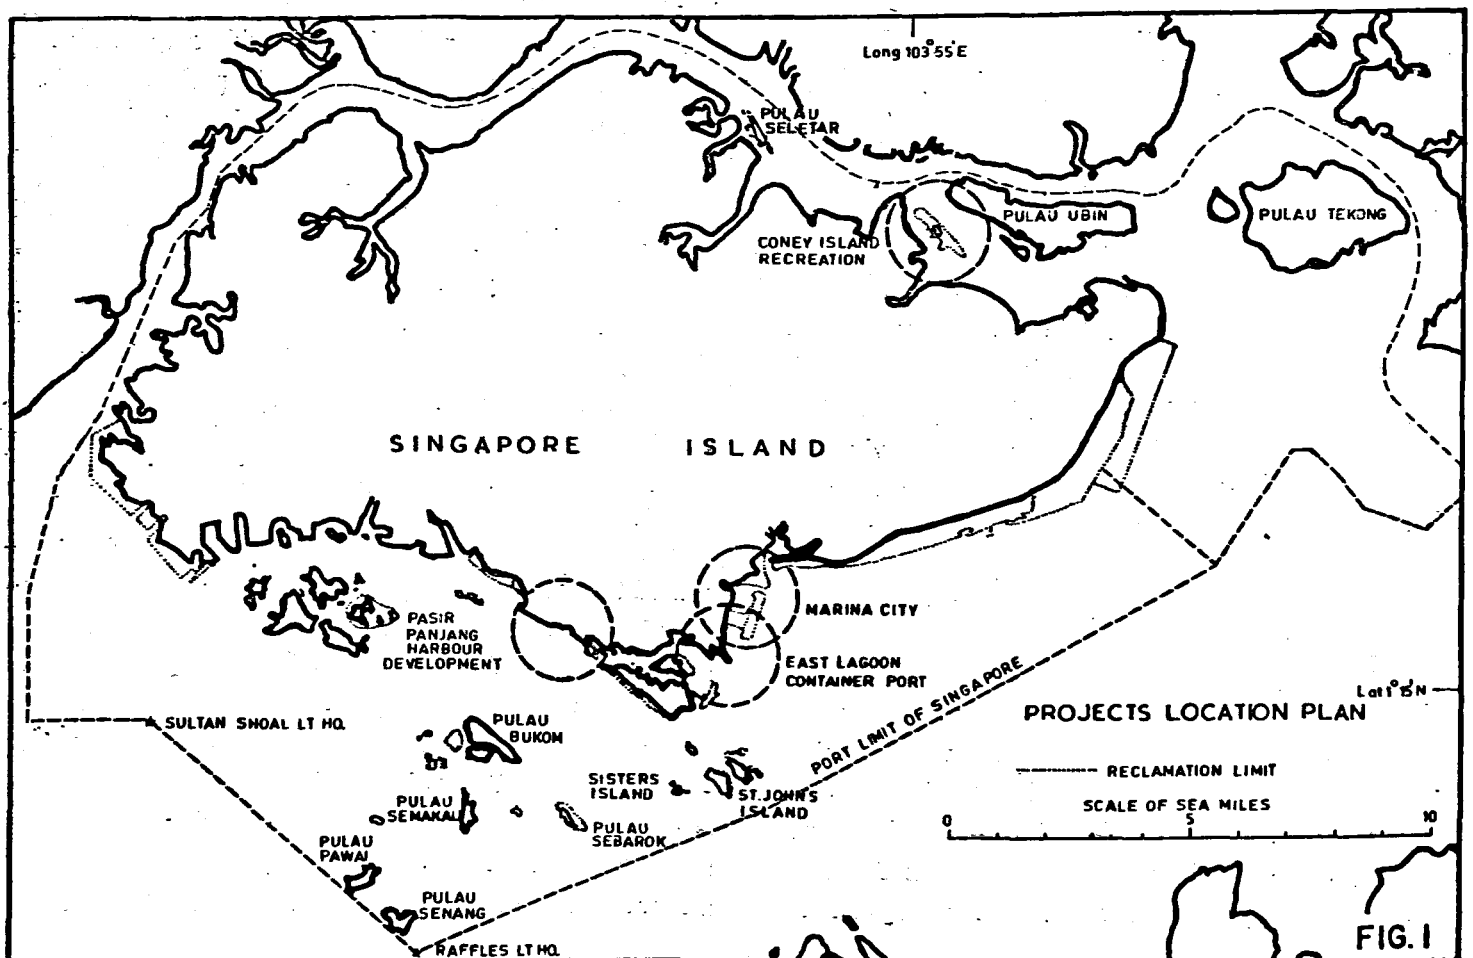 Long 103°55'E
PULAU
SELETAR
PULAU UBIN
PULAU TEKONG
CONEY ISLAND
RECREATION
SINGAPORE ISLAND
MARINA CITY
PASIR
PANJANG
HARBOUR
DEVELOPMENT
EAST LAGOON
CONTAINER PORT
PORT LIMIT OF SINGAPORE
Lat 1°15'N
PROJECTS LOCATION PLAN
RECLAMATION LIMIT
SCALE OF SEA MILES
0 5 10
SULTAN SHOAL LT HO.
PULAU
BUKOM
SISTERS
ISLAND
ST. JOHN'S
ISLAND
PULAU
SEMAKAU
PULAU
SEBAROK
PULAU
PAWAI
PULAU
SENANG
RAFFLES LT HO.
FIG. 1